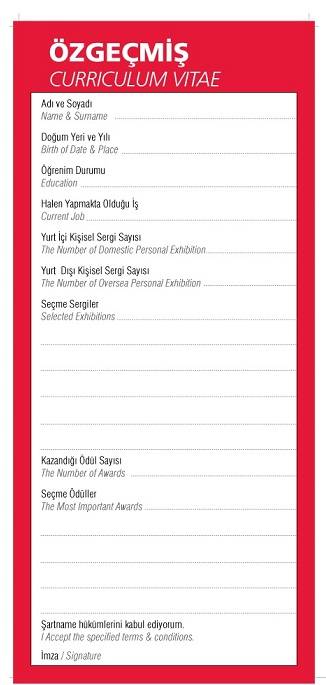 ÖZGEÇMİŞ
CURRICULUM VITAE
Adı ve Soyadı
Name & Surname
Doğum Yeri ve Yılı
Birth of Date & Place
Öğrenim Durumu
Education
Halen Yapmakta Olduğu İş
Current Job
Yurt İçi Kişisel Sergi Sayısı
The Number of Domestic Personal Exhibition
Yurt Dışı Kişisel Sergi Sayısı
The Number of Oversea Personal Exhibition
Seçme Sergiler
Selected Exhibitions
Kazandığı Ödül Sayısı
The Number of Awards
Seçme Ödüller
The Most Important Awards
Şartname hükümlerini kabul ediyorum.
I Accept the specified terms & conditions.
İmza / Signature